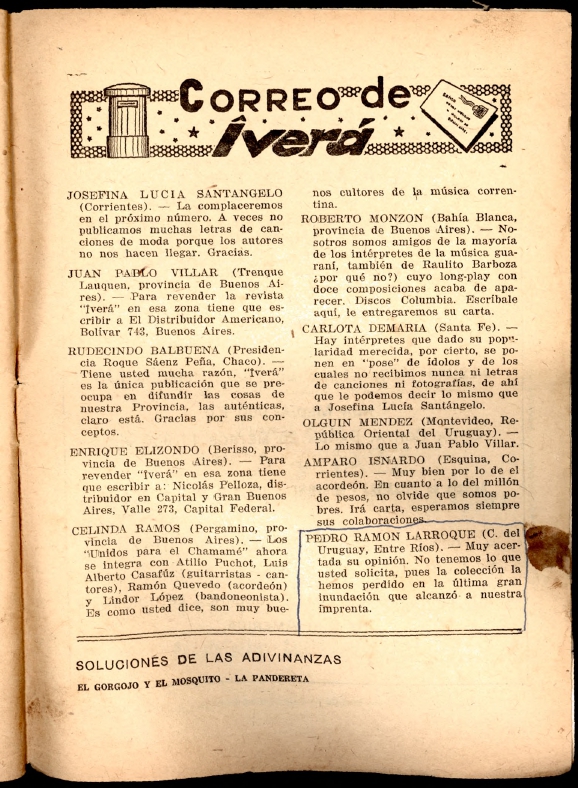 CORREO de
Iverá
JOSEFINA LUCIA SANTANGELO
(Corrientes). — La complaceremos
en el próximo número. A veces no
publicamos muchas letras de can-
ciones de moda porque los autores
no nos hacen llegar. Gracias.
JUAN PABLO VILLAR (Trenque
Lauquen, provincia de Buenos Ai-
res). — Para revender la revista
"Iverá" en esa zona tiene que es-
cribir a El Distribuidor Americano,
Bolívar 743, Buenos Aires.
RUDECINDO BALBUENA (Presiden-
cia Roque Sáenz Peña, Chaco). —
Tiene usted mucha razón, "Iverá"
es la única publicación que se pre-
ocupa en difundir las cosas de
nuestra Provincia, las auténticas,
claro está. Gracias por sus con-
ceptos.
ENRIQUE ELIZONDO (Berisso, pro-
vincia de Buenos Aires). — Para
revender "Iverá" en esa zona tiene
que escribir a: Nicolás Pelloza, dis-
tribuidor en Capital y Gran Buenos
Aires, Valle 273, Capital Federal.
CELINDA RAMOS (Pergamino, pro-
vincia de Buenos Aires). — Los
"Unidos para el Chamamé" ahora
se integra con Atilio Puchot, Luis
Alberto Casafúz (guitarristas - can-
tores), Ramón Quevedo (acordeón)
y Lindor López (bandoneonista).
Es como usted dice, son muy bue-
nos cultores de la música corren-
tina.
ROBERTO MONZON (Bahía Blanca,
provincia de Buenos Aires). — No-
sotros somos amigos de la mayoría
de los intérpretes de la música gua-
raní, también de Raulito Barboza
¿por qué no?) cuyo long-play con
doce composiciones acaba de apa-
recer. Discos Columbia. Escríbale
aquí, le entregaremos su carta.
CARLOTA DEMARIA (Santa Fe). —
Hay intérpretes que dado su popu-
laridad merecida, por cierto, se po-
nen en "pose" de ídolos y de los
cuales no recibimos nunca ni letras
de canciones ni fotografías, de ahí
que le podemos decir lo mismo que
a Josefina Lucía Santángelo.
OLGUIN MENDEZ (Montevideo, Re-
pública Oriental del Uruguay). —
Lo mismo que a Juan Pablo Villar.
AMPARO ISNARDO (Esquina, Co-
rrientes). — Muy bien por lo de el
acordeón. En cuanto a lo del millón
de pesos, no olvide que somos po-
bres. Irá carta, esperamos siempre
sus colaboraciones.
PEDRO RAMON LARROQUE (C. del
Uruguay, Entre Ríos). — Muy acer-
tada su opinión. No tenemos lo que
usted solicita, pues la colección la
hemos perdido en la última gran
inundación que alcanzó a nuestra
imprenta.
SOLUCIONES DE LAS ADIVINANZAS
EL GORGOJO Y EL MOSQUITO - LA PANDERETA